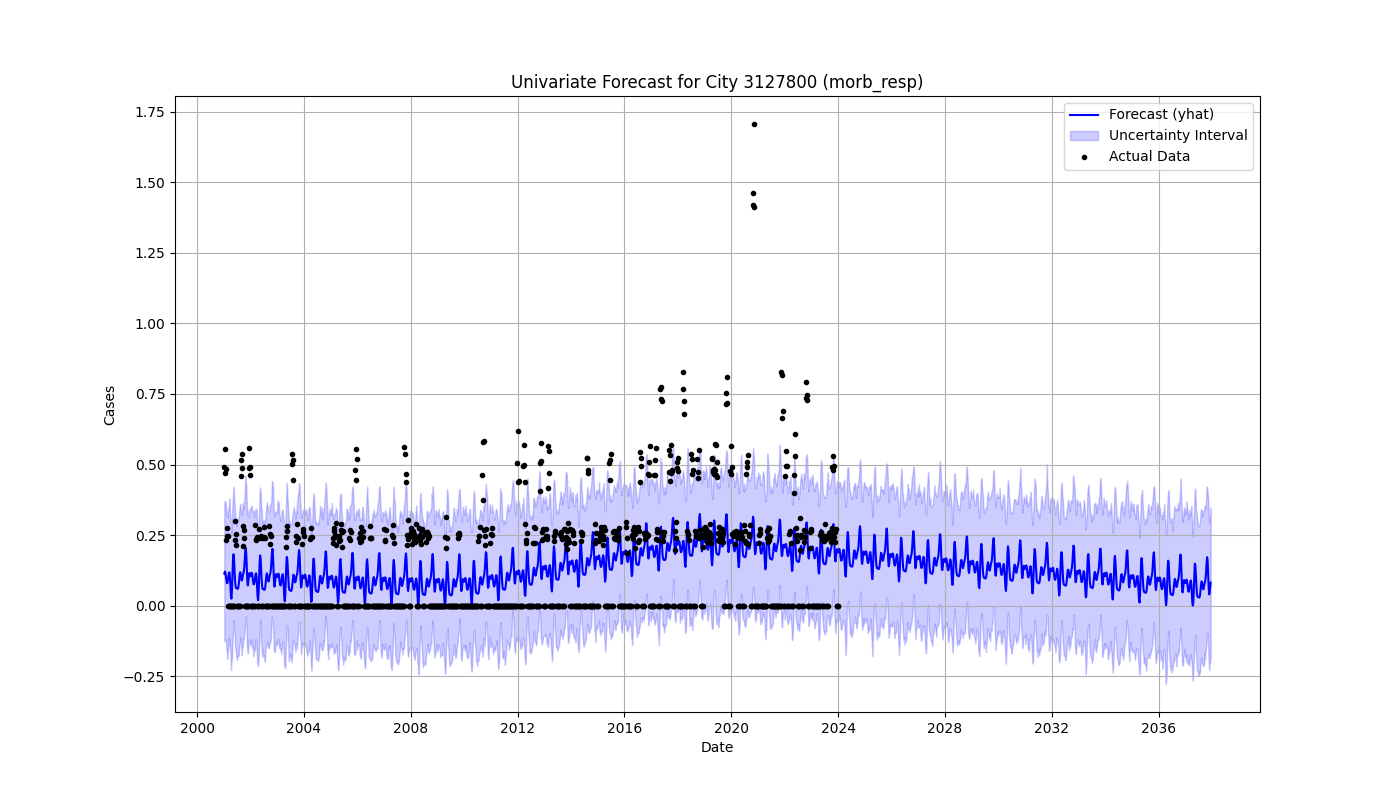 Univariate Forecast for City 3127800 (morb_resp)
Forecast (yhat)
Uncertainty Interval
Actual Data
Cases
1.75
1.50
1.25
1.00
0.75
0.50
0.25
0.00
−0.25
2000 2004 2008 2012 2016 2020 2024 2028 2032 2036
Date